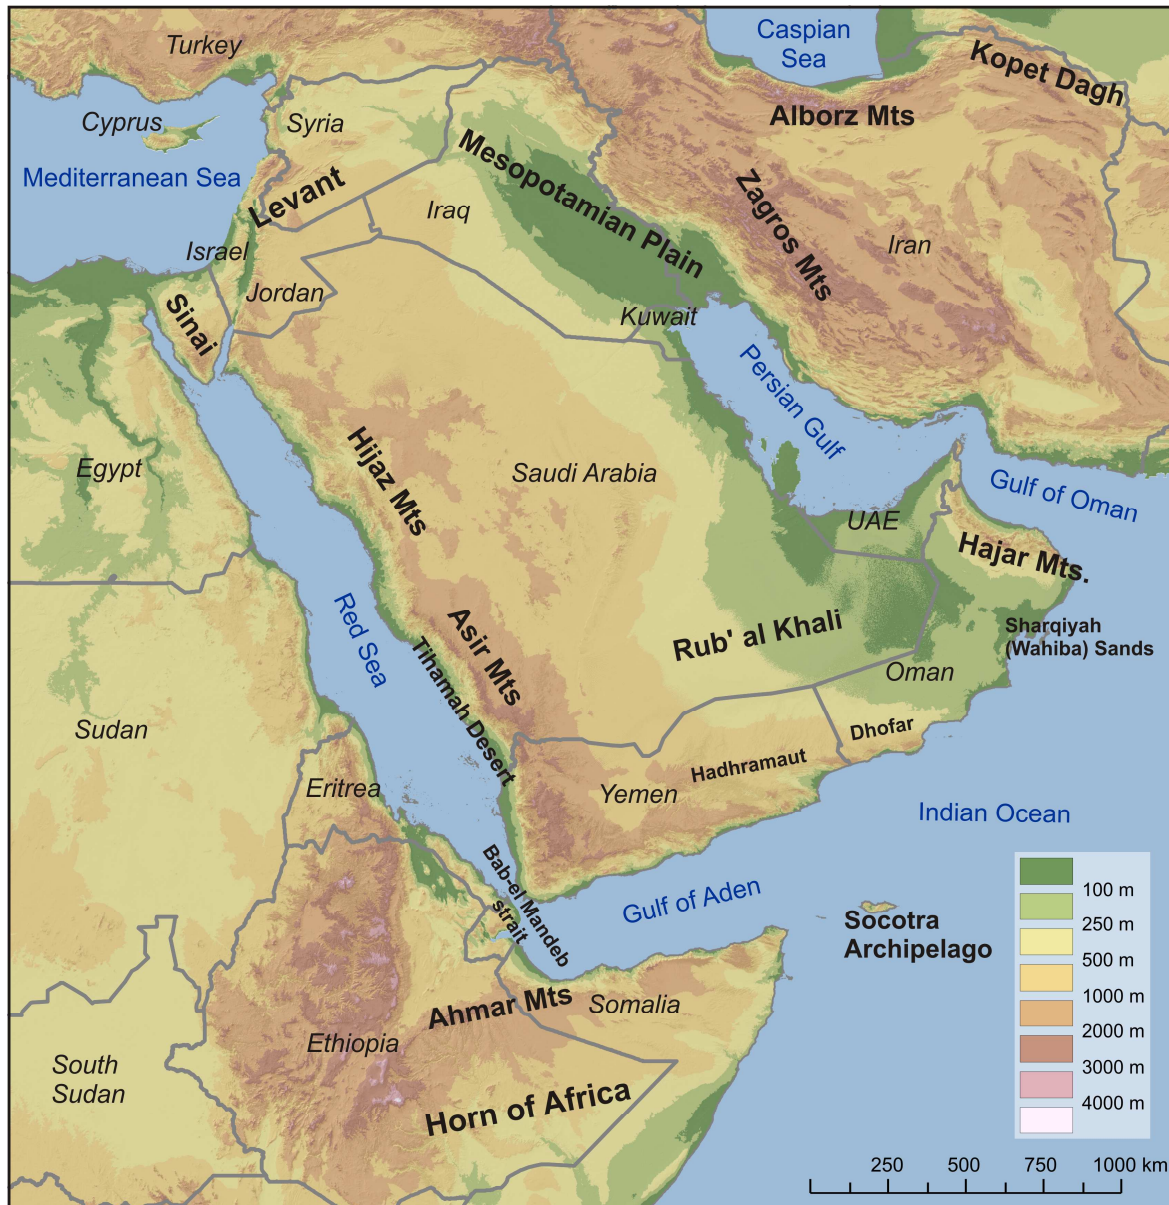 Turkey
Caspian
Sea
Kopet Dagh
Cyprus
Syria
Alborz Mts
Mediterranean Sea
Levant
Mesopotamian Plain
Zagros Mts
Iraq
Iran
Israel
Jordan
Sinai
Kuwait
Persian Gulf
Hijaz Mts
Egypt
Saudi Arabia
Gulf of Oman
UAE
Hajar Mts.
Red Sea
Asir Mts
Tihamah Desert
Rub' al Khali
Sharqiyah
(Wahiba) Sands
Oman
Sudan
Dhofar
Hadhramaut
Eritrea
Yemen
Indian Ocean
Bab-el Mandeb
strait
Gulf of Aden
Socotra
Archipelago
Ahmar Mts
Somalia
Ethiopia
South
Sudan
Horn of Africa
100 m
250 m
500 m
1000 m
2000 m
3000 m
4000 m
250 500 750 1000 km